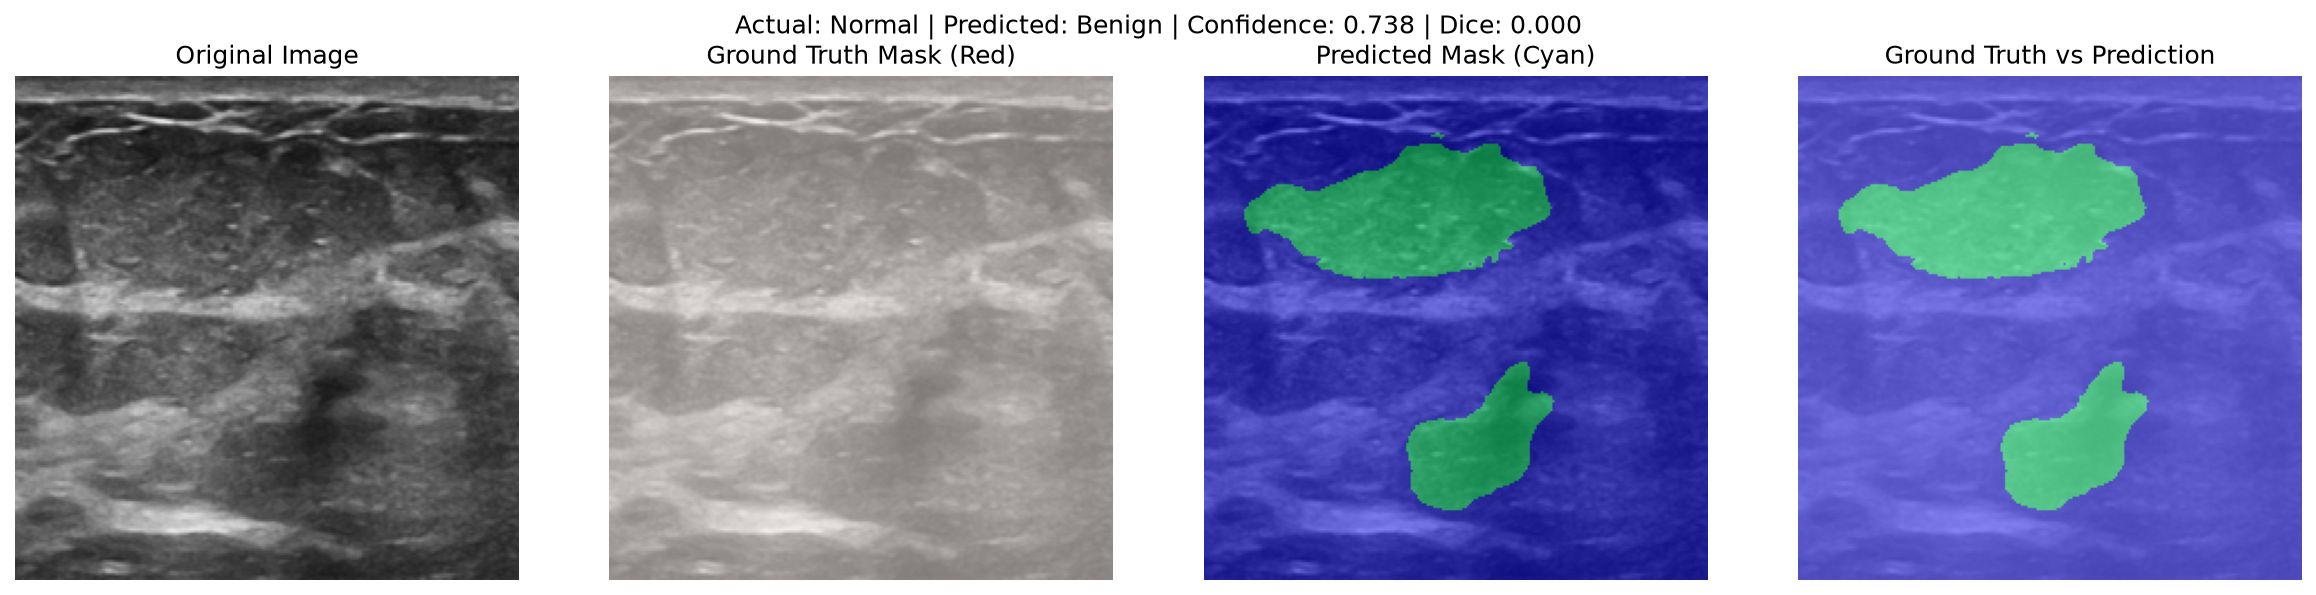 Actual: Normal | Predicted: Benign | Confidence: 0.738 | Dice: 0.000
Original Image
Ground Truth Mask (Red)
Predicted Mask (Cyan)
Ground Truth vs Prediction